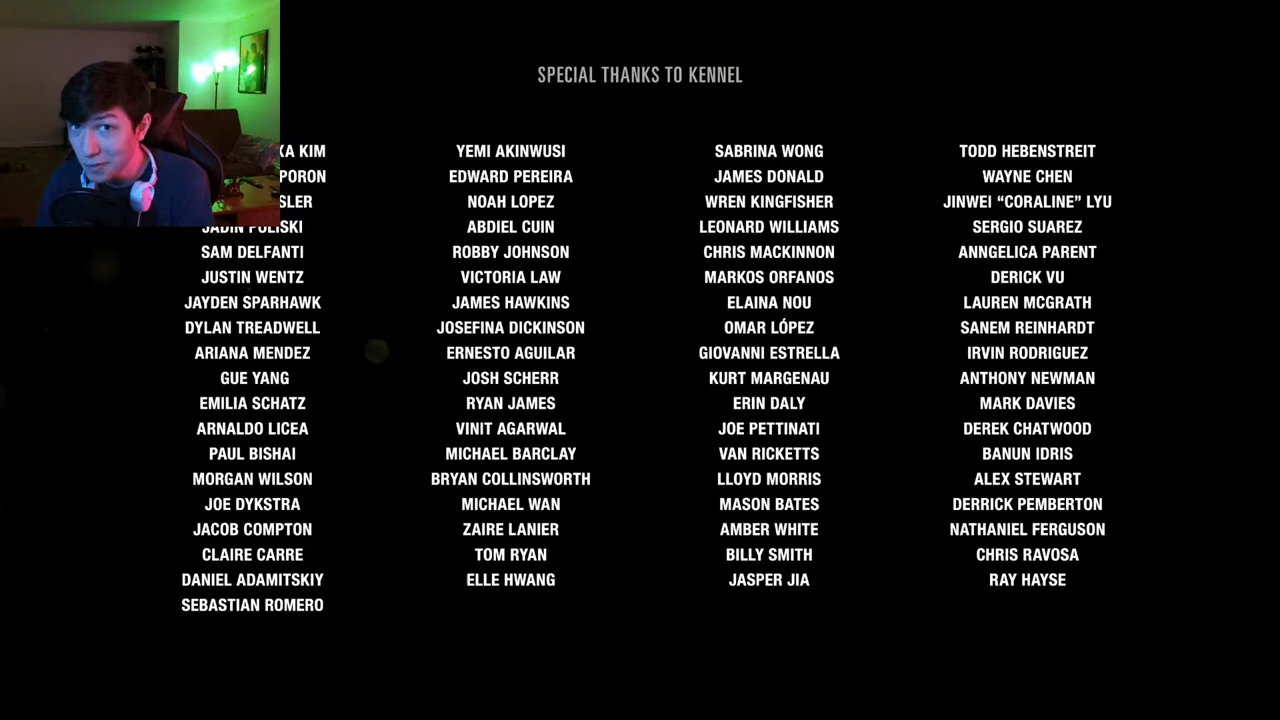 SPECIAL THANKS TO KENNEL
KIM
YEMI AKINWUSI
SABRINA WONG
TODD HEBENSTREIT
EDWARD PEREIRA
JAMES DONALD
WAYNE CHEN
NOAH LOPEZ
WREN KINGFISHER
JINWEI “CORALINE” LYU
JADIN POLISKI
ABDIEL CUIN
LEONARD WILLIAMS
SERGIO SUAREZ
SAM DELFANTI
ROBBY JOHNSON
CHRIS MACKINNON
ANNGELICA PARENT
JUSTIN WENTZ
VICTORIA LAW
MARKOS ORFANOS
DERICK VU
JAYDEN SPARHAWK
JAMES HAWKINS
ELAINA NOU
LAUREN MCGRATH
DYLAN TREADWELL
JOSEFINA DICKINSON
OMAR LÓPEZ
SANEM REINHARDT
ARIANA MENDEZ
ERNESTO AGUILAR
GIOVANNI ESTRELLA
IRVIN RODRIGUEZ
GUE YANG
JOSH SCHERR
KURT MARGENAU
ANTHONY NEWMAN
EMILIA SCHATZ
RYAN JAMES
ERIN DALY
MARK DAVIES
ARNALDO LICEA
VINIT AGARWAL
JOE PETTINATI
DEREK CHATWOOD
PAUL BISHAI
MICHAEL BARCLAY
VAN RICKETTS
BANUN IDRIS
MORGAN WILSON
BRYAN COLLINSWORTH
LLOYD MORRIS
ALEX STEWART
JOE DYKSTRA
MICHAEL WAN
MASON BATES
DERRICK PEMBERTON
JACOB COMPTON
ZAIRE LANIER
AMBER WHITE
NATHANIEL FERGUSON
CLAIRE CARRE
TOM RYAN
BILLY SMITH
CHRIS RAVOSA
DANIEL ADAMITSKIY
ELLE HWANG
JASPER JIA
RAY HAYSE
SEBASTIAN ROMERO